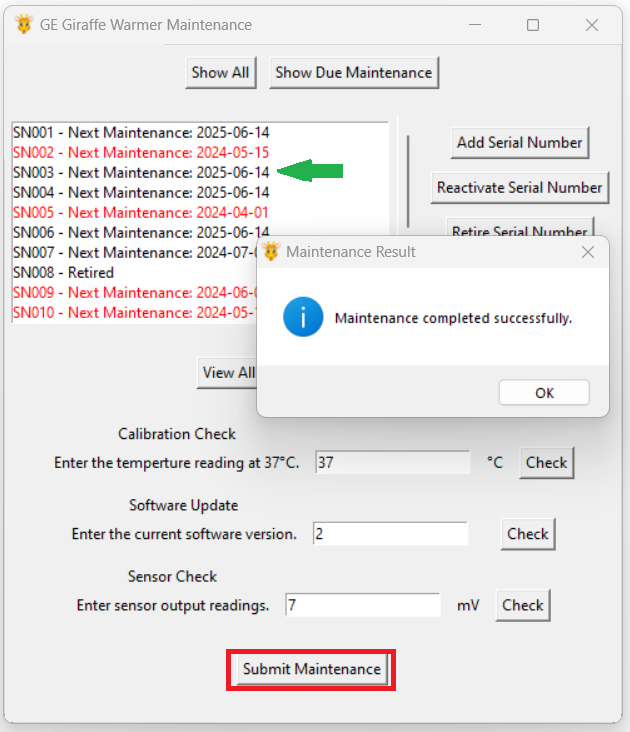 GE Giraffe Warmer Maintenance
Show All
Show Due Maintenance
SN001 - Next Maintenance: 2025-06-14
SN002 - Next Maintenance: 2024-05-15
SN003 - Next Maintenance: 2025-06-14
SN004 - Next Maintenance: 2025-06-14
SN005 - Next Maintenance: 2024-04-01
SN006 - Next Maintenance: 2025-06-14
SN007 - Next Maintenance: 2024-07-
SN008 - Retired
SN009 - Next Maintenance: 2024-06-
SN010 - Next Maintenance: 2024-05-
Add Serial Number
Reactivate Serial Number
Retire Serial Number
Maintenance Result
Maintenance completed successfully.
OK
View All
Calibration Check
Enter the temperture reading at 37°C. 37 °C Check
Software Update
Enter the current software version. 2 Check
Sensor Check
Enter sensor output readings. 7 mV Check
Submit Maintenance